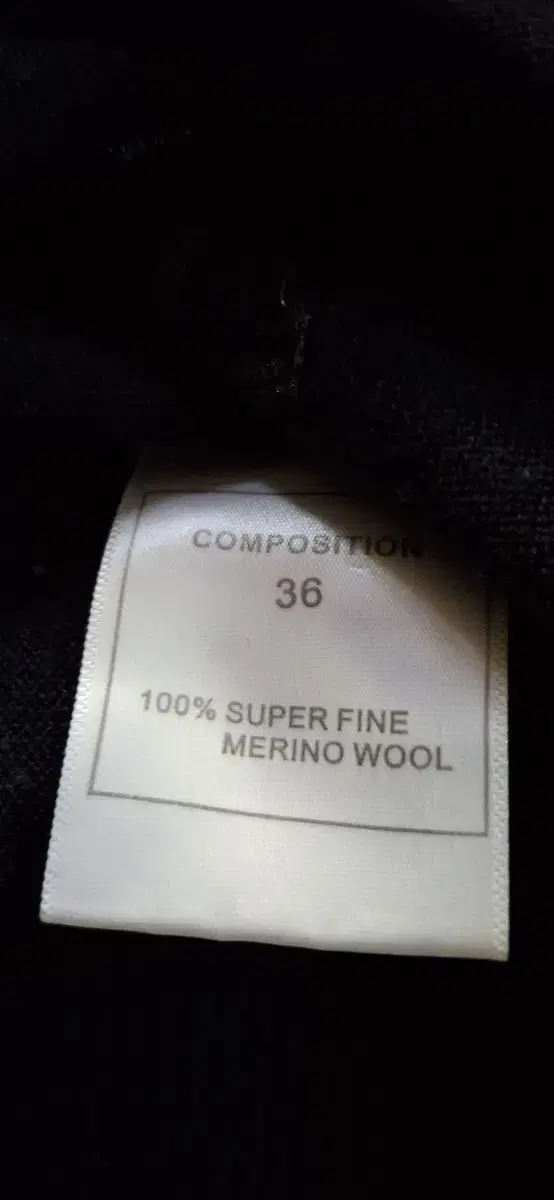 COMPOSITION
36
100% SUPER FINE
MERINO WOOL